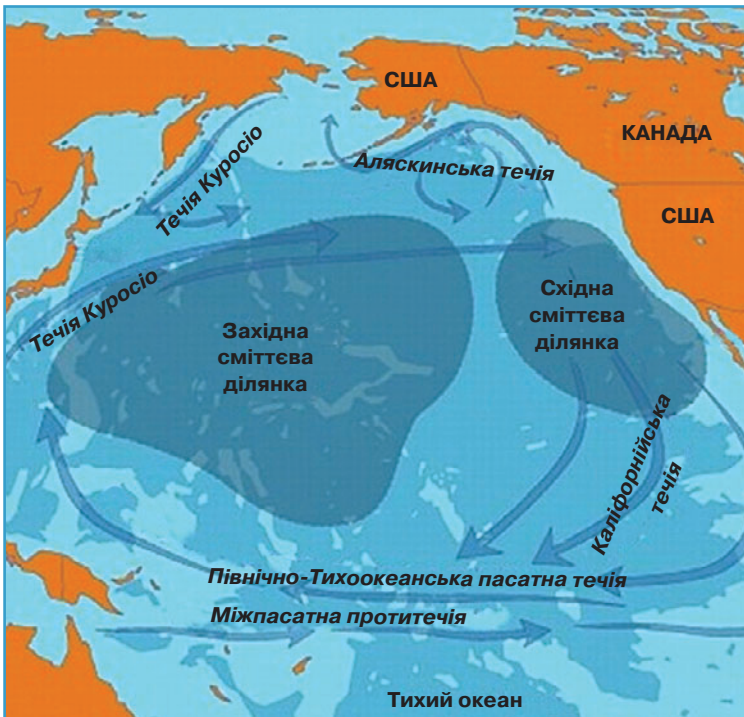 США
КАНАДА
Течія Куросіо
Аляскинська течія
США
Течія Куросіо
Східна
сміттєва
ділянка
Західна
сміттєва
ділянка
Каліфорнійська
течія
Північно-Тихоокеанська пасатна течія
Міжпасатна протитечія
Тихий океан